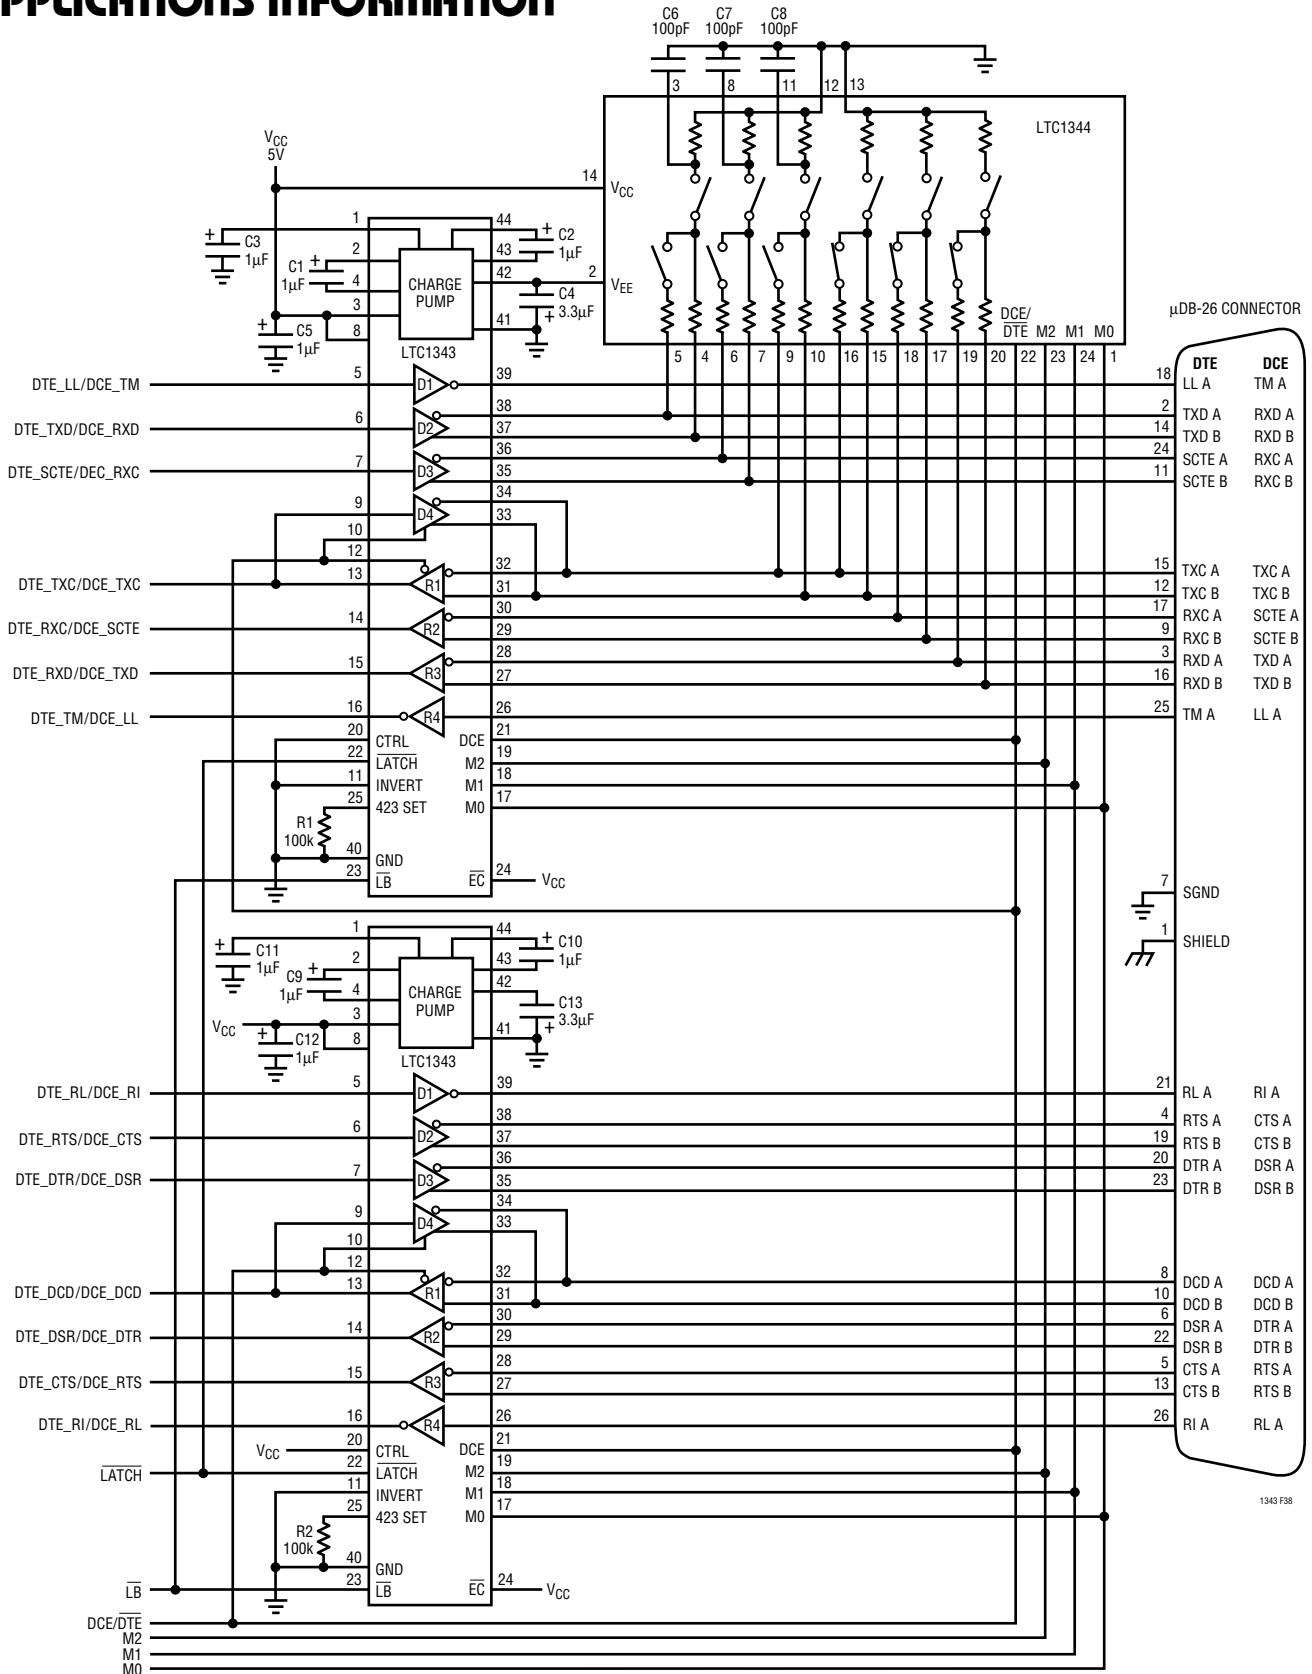 APPLICATIONS INFORMATION
C6
100pF
C7
100pF
C8
100pF
3
8
11
12
13
LTC1344
VCC
5V
14
VCC
2
VEE
DCE/
DTE
M2
M1
M0
5
4
6
7
9
10
16
15
18
17
19
20
22
23
24
1
1
44
C3
1µF
C2
1µF
2
43
C1
1µF
4
42
CHARGE
PUMP
C4
3.3µF
3
C5
1µF
8
41
LTC1343
µDB-26 CONNECTOR
DTE
DCE
DTE_LL/DCE_TM
5
D1
39
18
LL A
TM A
DTE_TXD/DCE_RXD
6
D2
38
37
2
TXD A
RXD A
14
TXD B
RXD B
DTE_SCTE/DEC_RXC
7
D3
36
35
24
SCTE A
RXC A
11
SCTE B
RXC B
9
D4
34
33
10
12
DTE_TXC/DCE_TXC
13
R1
32
31
15
TXC A
TXC A
12
TXC B
TXC B
DTE_RXC/DCE_SCTE
14
R2
30
29
17
RXC A
SCTE A
9
RXC B
SCTE B
DTE_RXD/DCE_TXD
15
R3
28
27
3
RXD A
TXD A
16
RXD B
TXD B
DTE_TM/DCE_LL
16
R4
26
25
TM A
LL A
20
CTRL
DCE
21
22
LATCH
M2
19
11
INVERT
M1
18
25
423 SET
M0
17
R1
100k
40
GND
23
LB
EC
24
VCC
7
SGND
1
SHIELD
1
44
C11
1µF
C10
1µF
2
43
C9
1µF
4
42
CHARGE
PUMP
C13
3.3µF
VCC
3
C12
1µF
8
41
LTC1343
DTE_RL/DCE_RI
5
D1
39
21
RL A
RI A
DTE_RTS/DCE_CTS
6
D2
38
37
4
RTS A
CTS A
19
RTS B
CTS B
DTE_DTR/DCE_DSR
7
D3
36
35
20
DTR A
DSR A
23
DTR B
DSR B
9
D4
34
33
10
12
DTE_DCD/DCE_DCD
13
R1
32
31
8
DCD A
DCD A
10
DCD B
DCD B
DTE_DSR/DCE_DTR
14
R2
30
29
6
DSR A
DTR A
22
DSR B
DTR B
DTE_CTS/DCE_RTS
15
R3
28
27
5
CTS A
RTS A
13
CTS B
RTS B
DTE_RI/DCE_RL
16
R4
26
26
RI A
RL A
VCC
20
CTRL
DCE
21
LATCH
22
LATCH
M2
19
11
INVERT
M1
18
25
423 SET
M0
17
R2
100k
40
GND
LB
23
LB
EC
24
VCC
DCE/DTE
M2
M1
M0
1343 F38